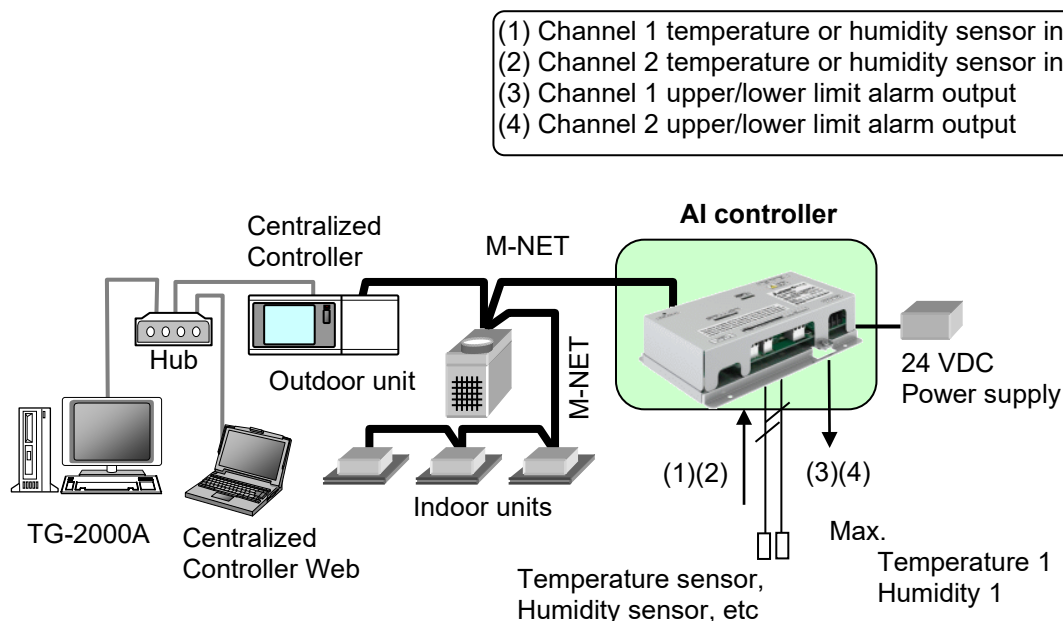 (1) Channel 1 temperature or humidity sensor in
(2) Channel 2 temperature or humidity sensor in
(3) Channel 1 upper/lower limit alarm output
(4) Channel 2 upper/lower limit alarm output
AI controller
Centralized
Controller
M-NET
Hub
Outdoor unit
M-NET
24 VDC
Power supply
(1)(2)
(3)(4)
Indoor units
TG-2000A
Centralized
Controller Web
Max.
Temperature 1
Humidity 1
Temperature sensor,
Humidity sensor, etc